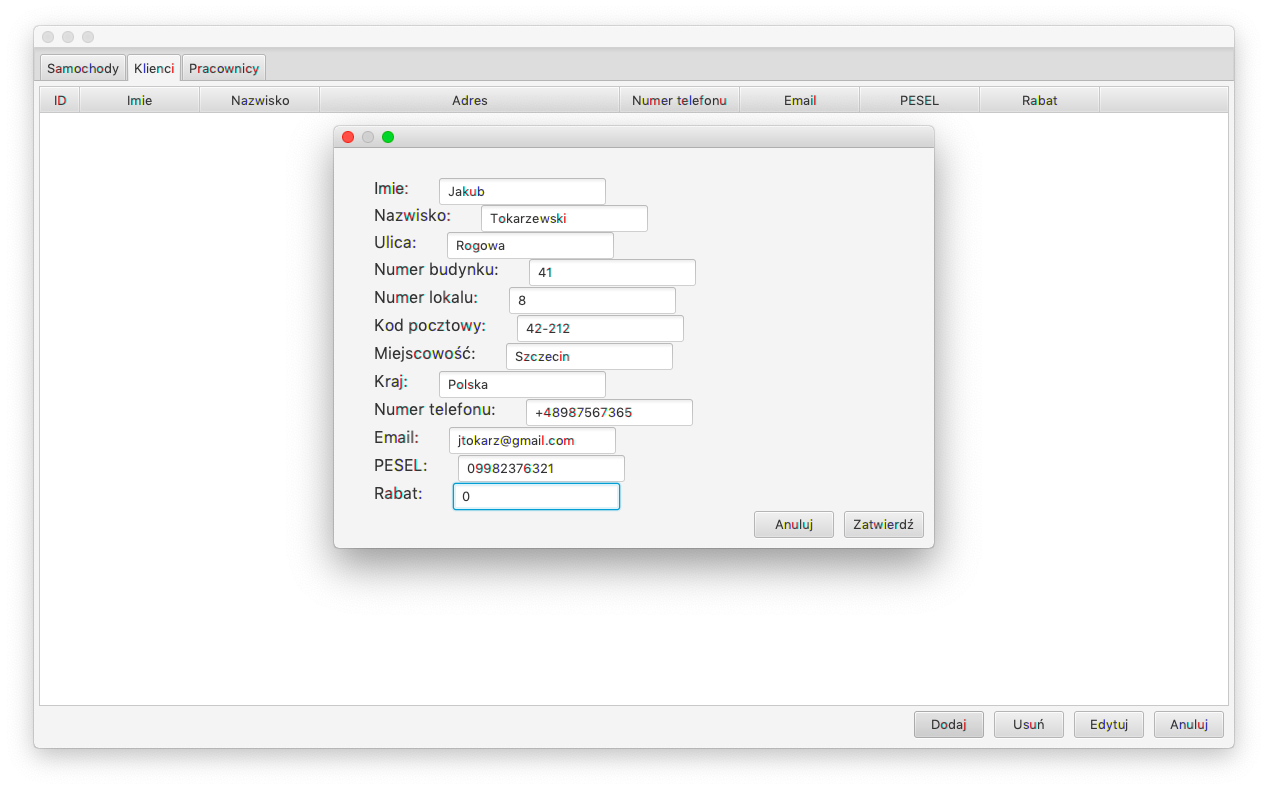 Samochody Klienci Pracownicy
ID Imie Nazwisko Adres Numer telefonu Email PESEL Rabat
Imie: Jakub
Nazwisko: Tokarzewski
Ulica: Rogowa
Numer budynku: 41
Numer lokalu: 8
Kod pocztowy: 42-212
Miejscowość: Szczecin
Kraj: Polska
Numer telefonu: +48987567365
Email: jtokarz@gmail.com
PESEL: 09982376321
Rabat: 0
Anuluj Zatwierdź
Dodaj Usuń Edytuj Anuluj